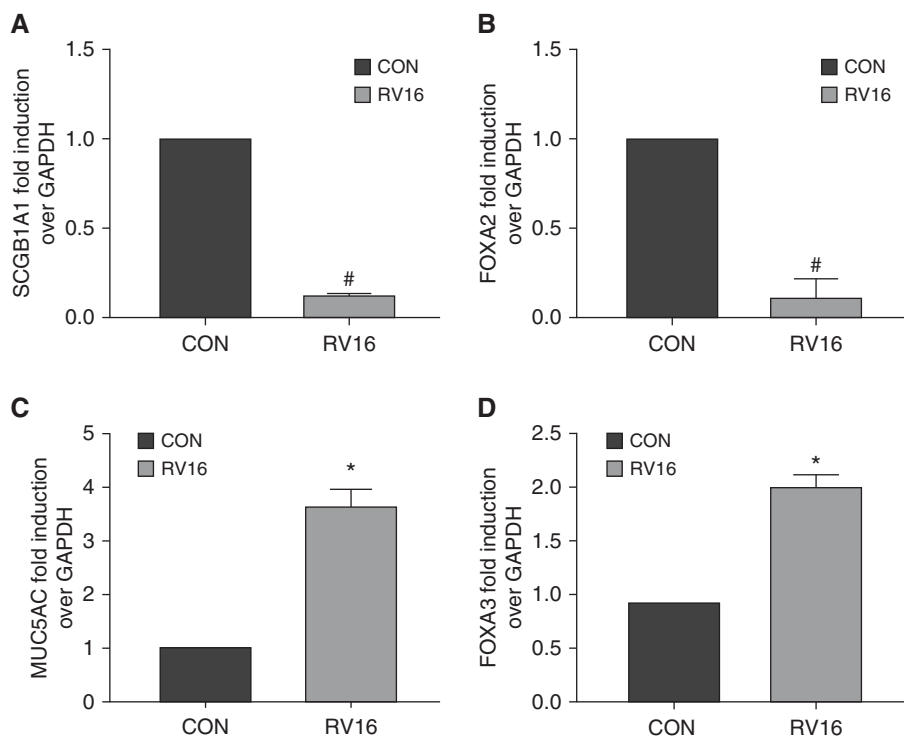 A
SCGB1A1 fold induction
over GAPDH
1.5
1.0
0.5
0.0
CON
RV16
#
CON
RV16
B
FOXA2 fold induction
over GAPDH
1.5
1.0
0.5
0.0
CON
RV16
#
CON
RV16
C
MUC5AC fold induction
over GAPDH
5
4
3
2
1
0
CON
RV16
*
CON
RV16
D
FOXA3 fold induction
over GAPDH
2.5
2.0
1.5
1.0
0.5
0.0
CON
RV16
*
CON
RV16